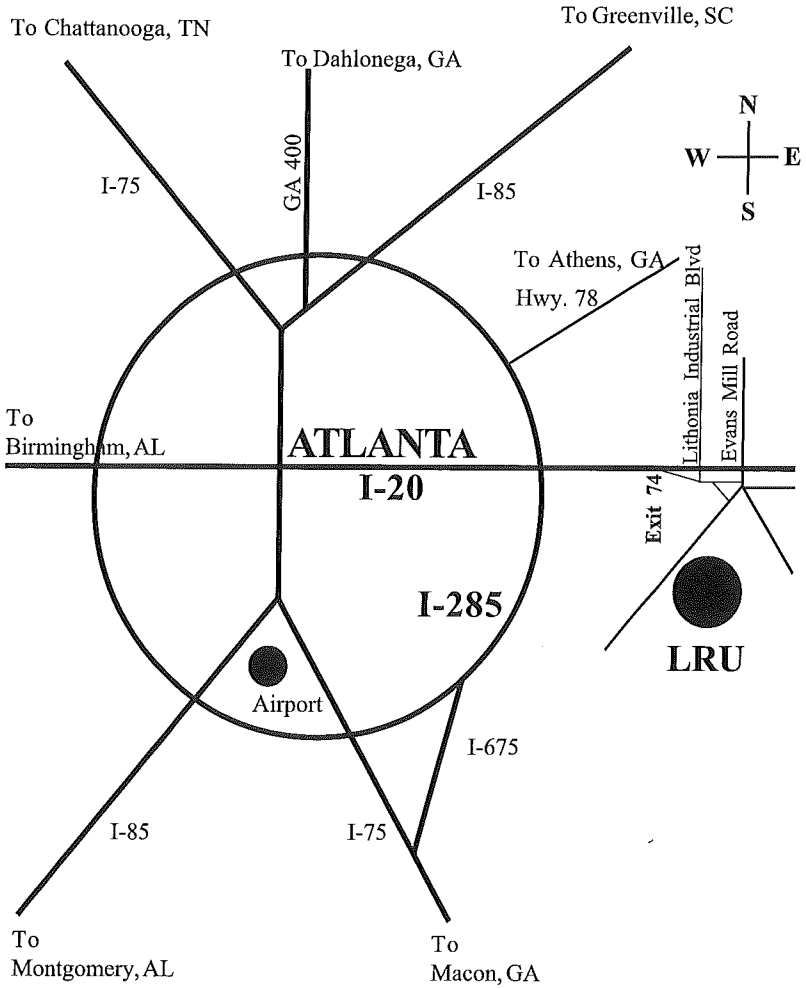 To Chattanooga, TN
To Greenville, SC
To Dahlonega, GA
GA 400
I-75
I-85
N
W E
S
To Athens, GA
Hwy. 78
Lithonia Industrial Blvd
Evans Mill Road
To
Birmingham, AL
ATLANTA
I-20
Exit 74
I-285
LRU
Airport
I-675
I-85
I-75
To
Montgomery, AL
To
Macon, GA